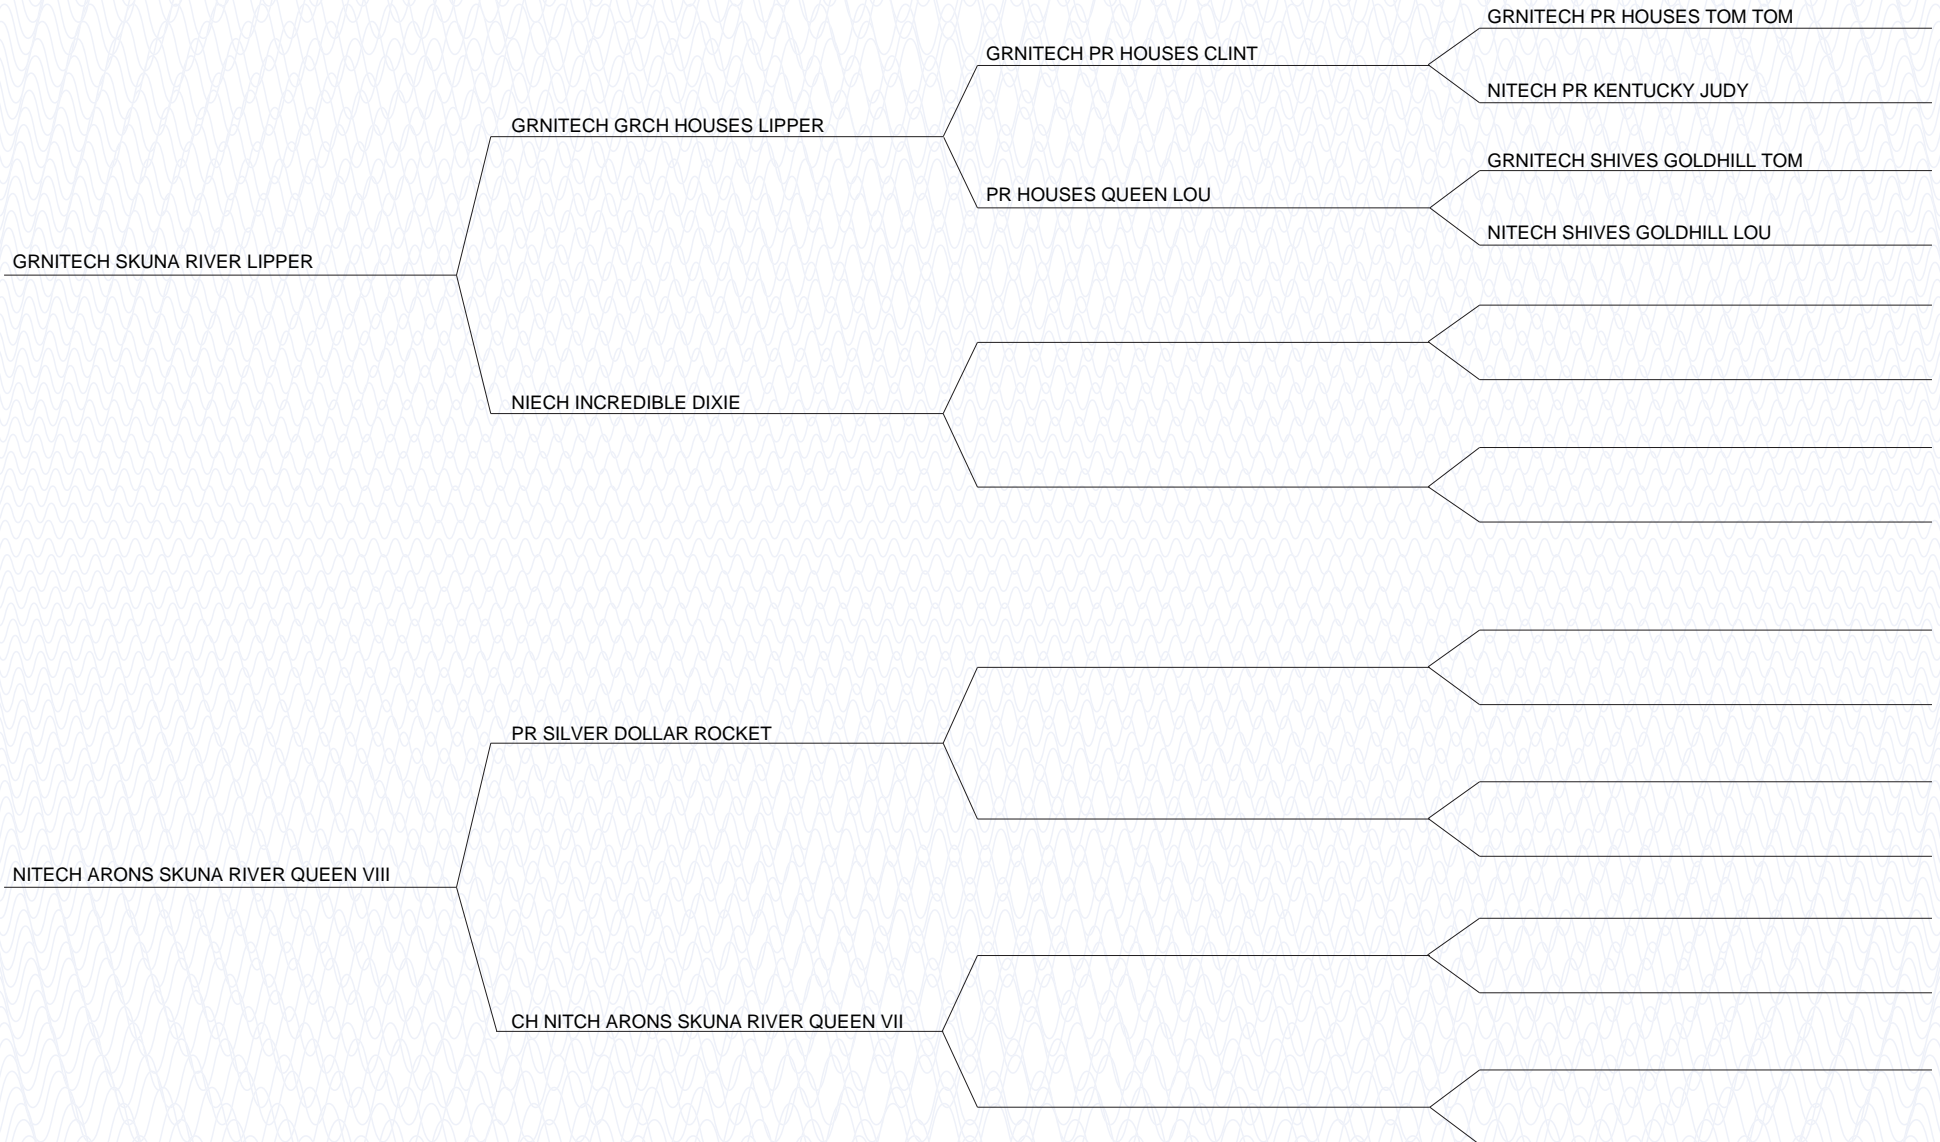 GRNITECH PR HOUSES TOM TOM
GRNITECH PR HOUSES CLINT
NITECH PR KENTUCKY JUDY
GRNITECH GRCH HOUSES LIPPER
GRNITECH SHIVES GOLDHILL TOM
PR HOUSES QUEEN LOU
NITECH SHIVES GOLDHILL LOU
GRNITECH SKUNA RIVER LIPPER
NIECH INCREDIBLE DIXIE
PR SILVER DOLLAR ROCKET
NITECH ARONS SKUNA RIVER QUEEN VIII
CH NITCH ARONS SKUNA RIVER QUEEN VII